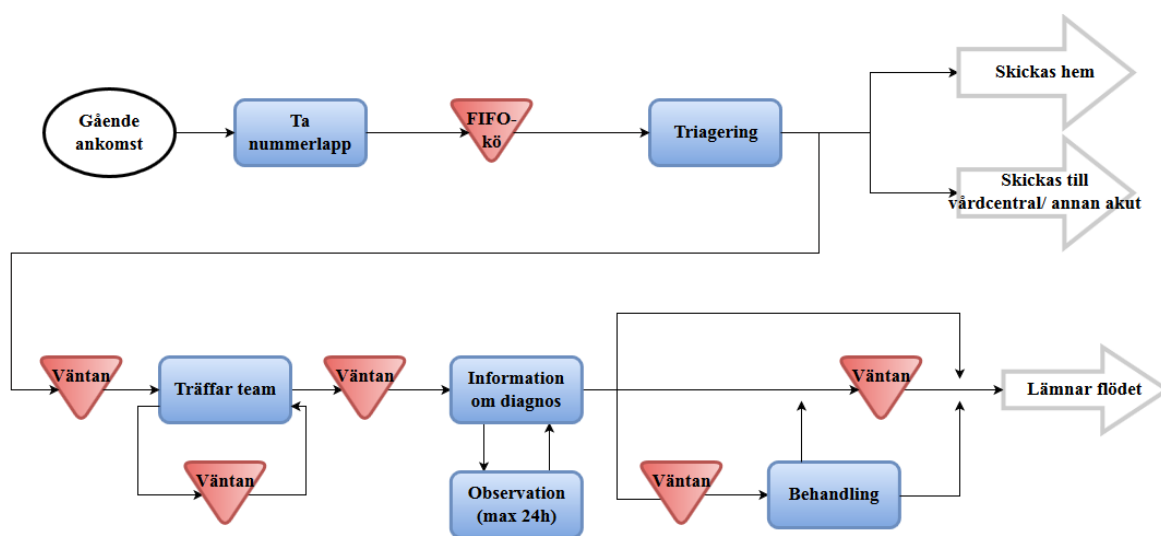 Gående
ankomst
Ta
nummerlapp
FIFO-
kö
Triagering
Skickas hem
Skickas till
vårdcentral/ annan akut
Väntan
Träffar team
Väntan
Väntan
Information
om diagnos
Observation
(max 24h)
Väntan
Behandling
Väntan
Lämnar flödet